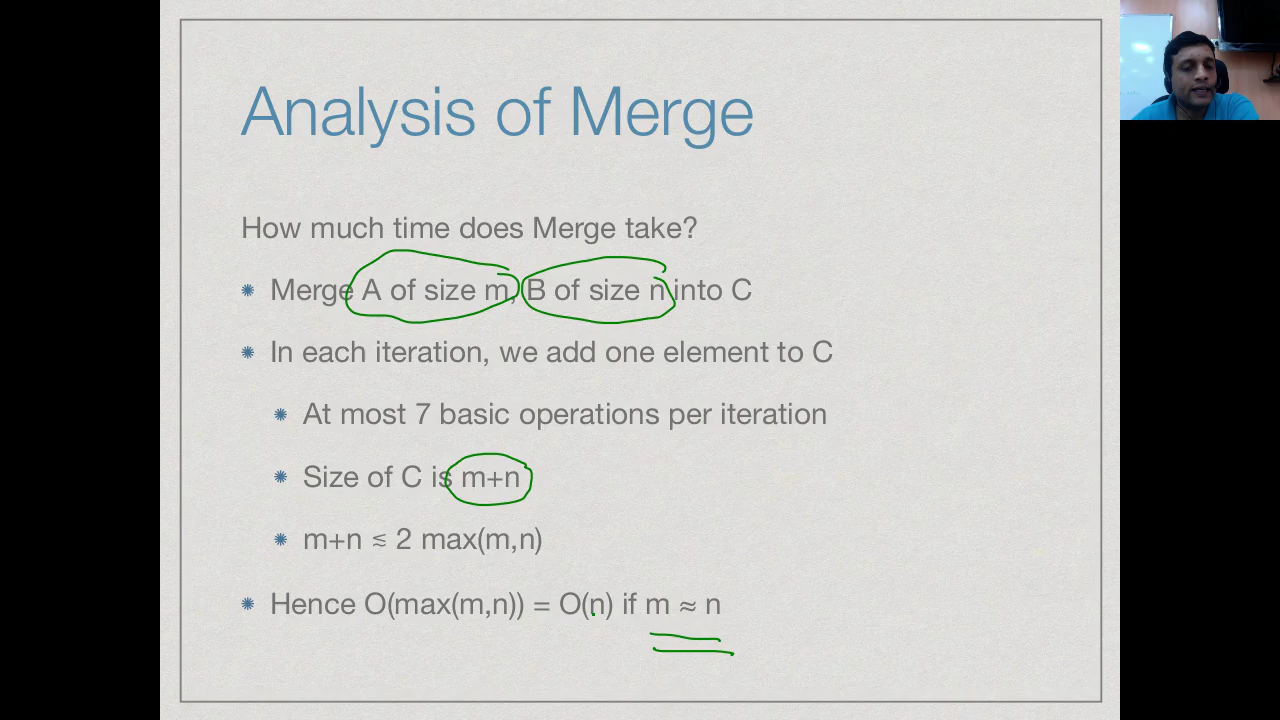 Analysis of Merge
How much time does Merge take?
Merge A of size m, B of size n into C
In each iteration, we add one element to C
At most 7 basic operations per iteration
Size of C is m+n
m+n ≲ 2 max(m,n)
Hence O(max(m,n)) = O(n) if m ≈ n